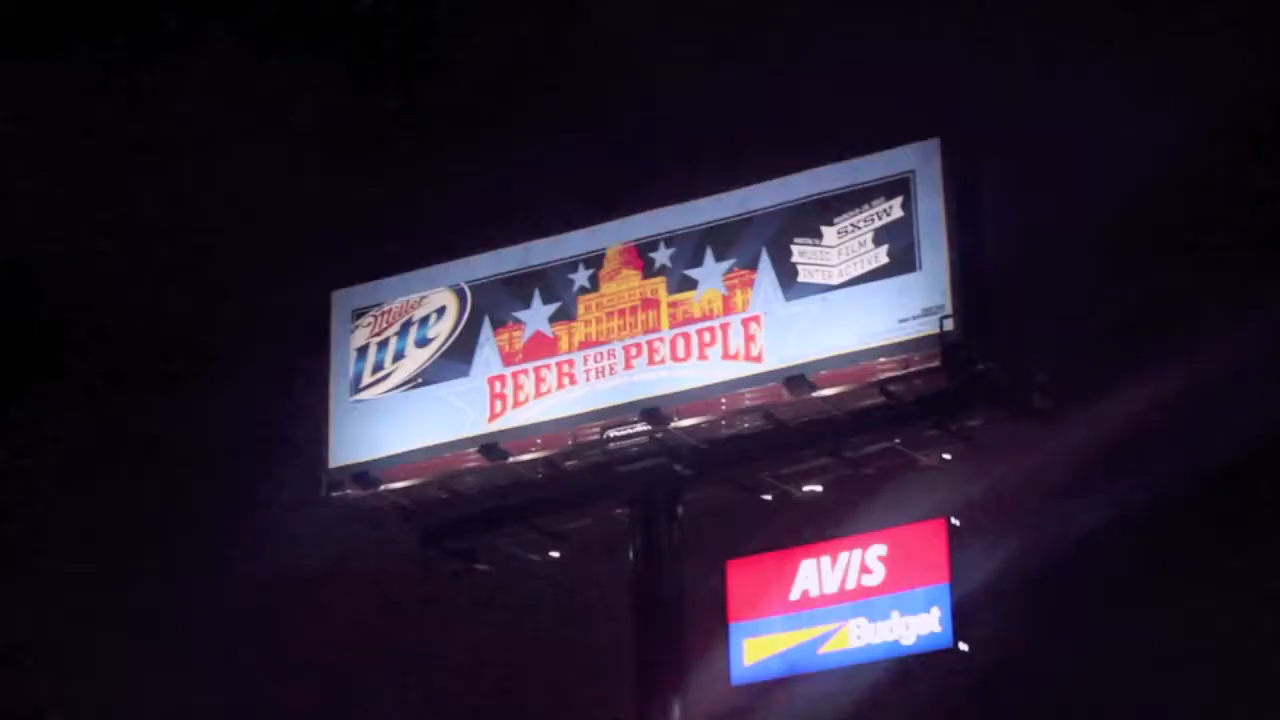 Miller
Lite
BEER FOR THE PEOPLE
SXSW
MUSIC FILM
INTERACTIVE
AVIS
Budget